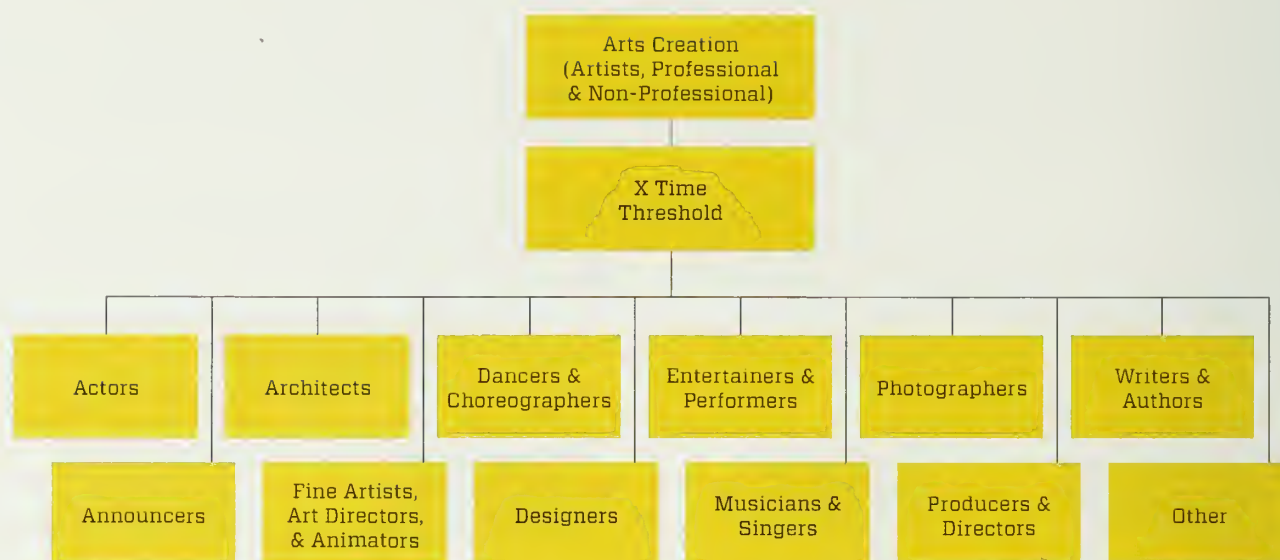 Arts Creation
(Artists, Professional
& Non-Professional)
X Time
Threshold
Actors
Architects
Dancers &
Choreographers
Entertainers &
Performers
Photographers
Writers &
Authors
Announcers
Fine Artists,
Art Directors,
& Animators
Designers
Musicians &
Singers
Producers &
Directors
Other